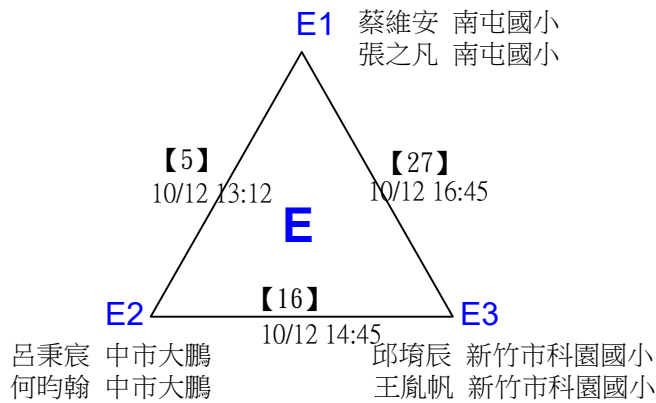 E1 蔡維安 南屯國小
張之凡 南屯國小
【5】
10/12 13:12
【27】
10/12 16:45
E
【16】
10/12 14:45
E2
E3
呂秉宸 中市大鵬
何昀翰 中市大鵬
邱堉辰 新竹市科園國小
王胤帆 新竹市科園國小